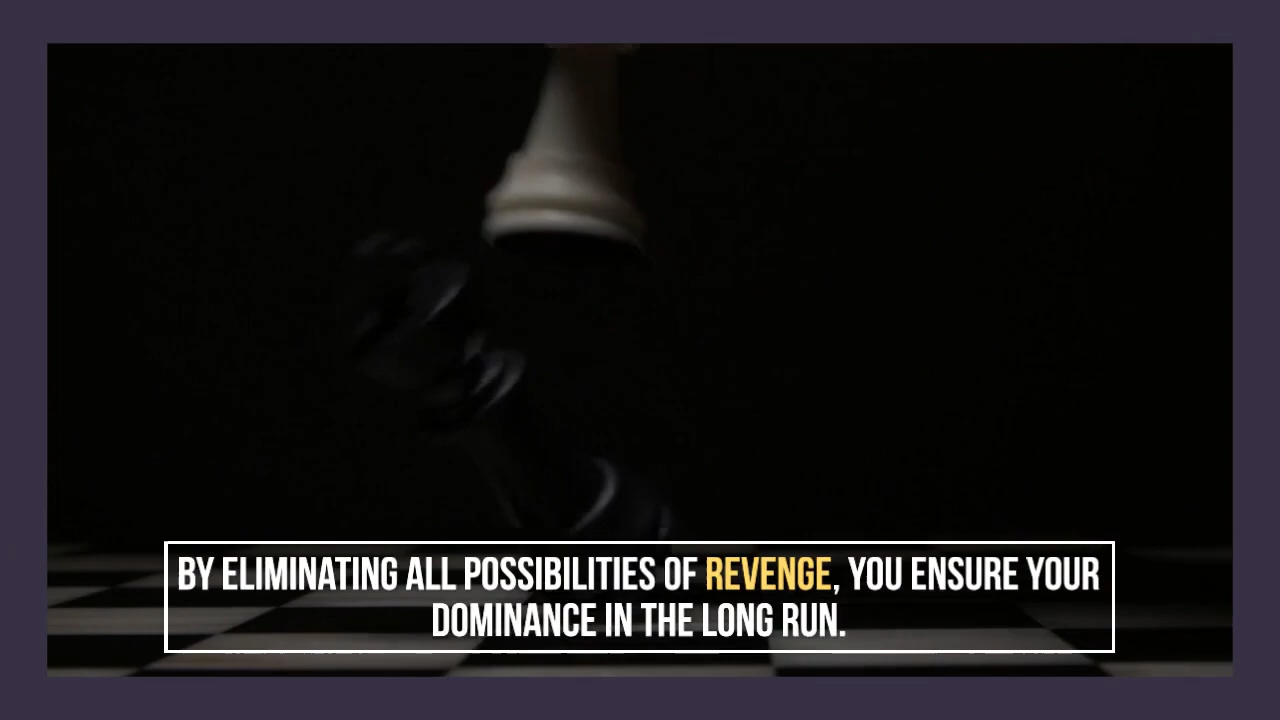 BY ELIMINATING ALL POSSIBILITIES OF REVENGE, YOU ENSURE YOUR
DOMINANCE IN THE LONG RUN.